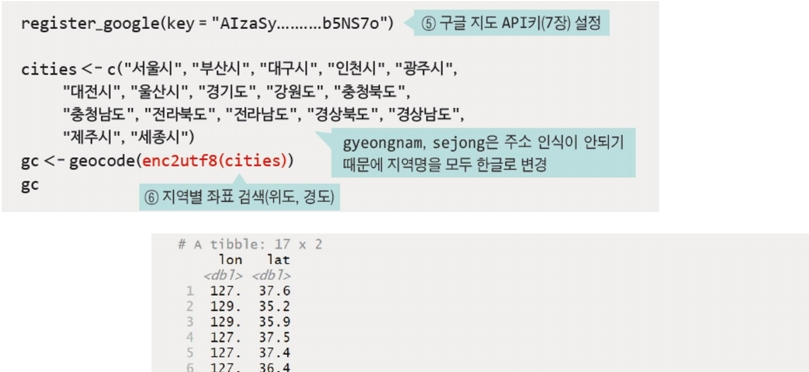 register_google(key = "AIzaSy..........b5NS7o")
⑤ 구글 지도 API키(7장) 설정
cities <- c("서울시", "부산시", "대구시", "인천시", "광주시",
"대전시", "울산시", "경기도", "강원도", "충청북도",
"충청남도", "전라북도", "전라남도", "경상북도", "경상남도",
"제주시", "세종시")
gyeongnam, sejong은 주소 인식이 안되기
때문에 지역명을 모두 한글로 변경
gc <- geocode(enc2utf8(cities))
gc
⑥ 지역별 좌표 검색(위도, 경도)
# A tibble: 17 x 2
lon lat
<dbl> <dbl>
1 127. 37.6
2 129. 35.2
3 129. 35.9
4 127. 37.5
5 127. 37.4
6 127. 36.4